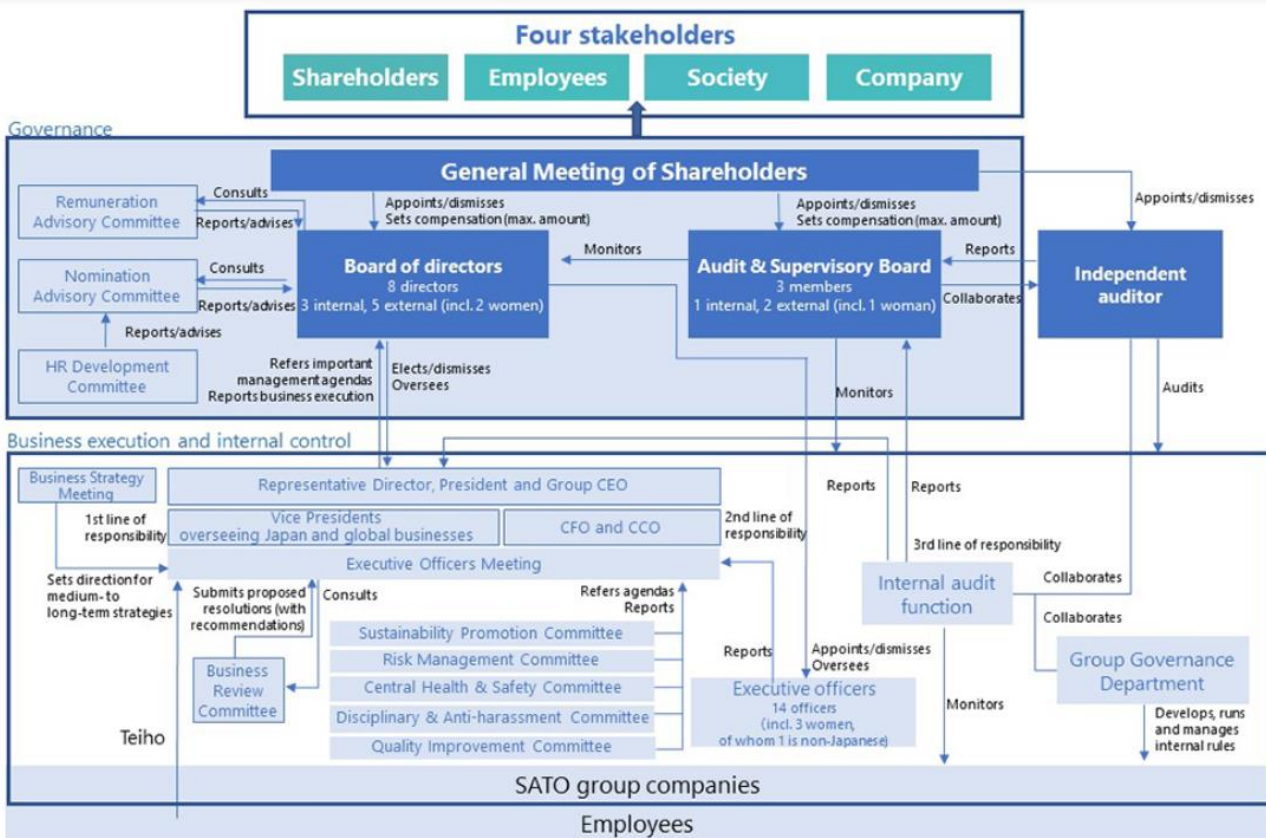 Four stakeholders
Shareholders
Employees
Society
Company
Governance
General Meeting of Shareholders
Remuneration
Advisory Committee
Consults
Reports/advises
Appoints/dismisses
Sets compensation (max. amount)
Appoints/dismisses
Sets compensation (max. amount)
Appoints/dismisses
Nomination
Advisory Committee
Consults
Reports/advises
Board of directors
8 directors
3 internal, 5 external (incl. 2 women)
Monitors
Audit & Supervisory Board
3 members
1 internal, 2 external (incl. 1 woman)
Reports
Collaborates
Independent
auditor
Reports/advises
HR Development
Committee
Refers important
management agendas
Reports business execution
Elects/dismisses
Oversees
Monitors
Audits
Business execution and internal control
Business Strategy
Meeting
Representative Director, President and Group CEO
Reports
Reports
1st line of
responsibility
Vice Presidents
overseeing Japan and global businesses
CFO and CCO
2nd line of
responsibility
3rd line of responsibility
Executive Officers Meeting
Sets direction for
medium- to
long-term strategies
Submits proposed
resolutions (with
recommendations)
Consults
Refers agendas
Reports
Internal audit
function
Collaborates
Collaborates
Sustainability Promotion Committee
Risk Management Committee
Central Health & Safety Committee
Disciplinary & Anti-harassment Committee
Quality Improvement Committee
Business
Review
Committee
Reports
Appoints/dismisses
Oversees
Executive officers
14 officers
(incl. 3 women,
of whom 1 is non-Japanese)
Monitors
Group Governance
Department
Develops, runs
and manages
internal rules
Teiho
SATO group companies
Employees